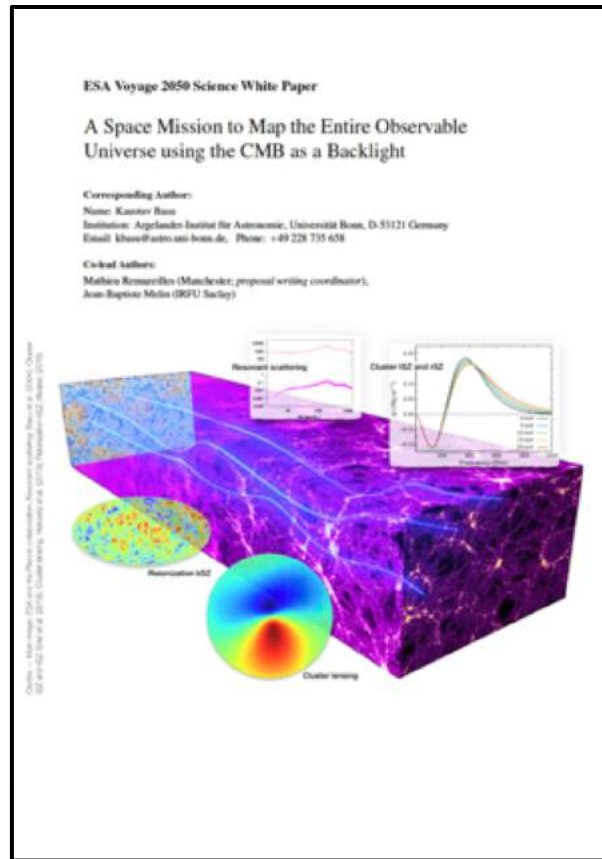 ESA Voyage 2050 Science White Paper
A Space Mission to Map the Entire Observable
Universe using the CMB as a Backlight
Corresponding Author:
Name: Kaustuv Basu
Institution: Argelander-Institut für Astronomie, Universität Bonn, D-53121 Germany
Email: kbasu@astro.uni-bonn.de, Phone: +49 228 735 658
Co-lead Authors:
Mathieu Remazeilles (Manchester; proposal writing coordinator),
Jean-Baptiste Melin (IRFU Saclay)
Resonant scattering
Cluster tSZ and rSZ
Frequency (GHz)
Reionization kSZ
Cluster lensing